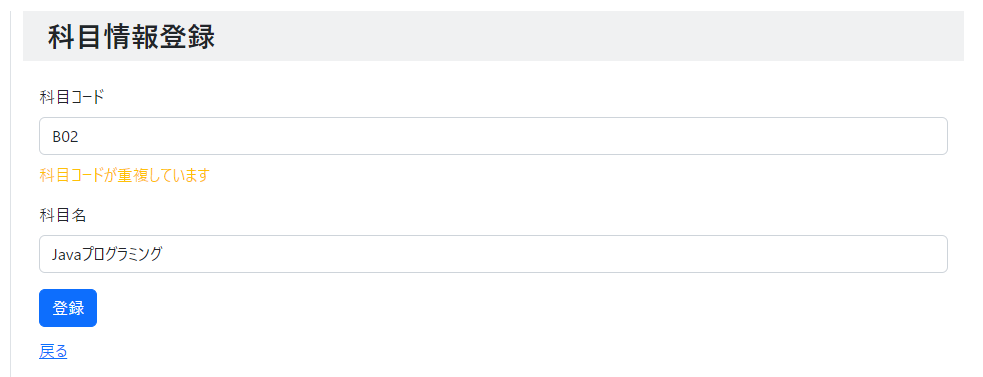 科目情報登録
科目コード
B02
科目コードが重複しています
科目名
Javaプログラミング
登録
戻る